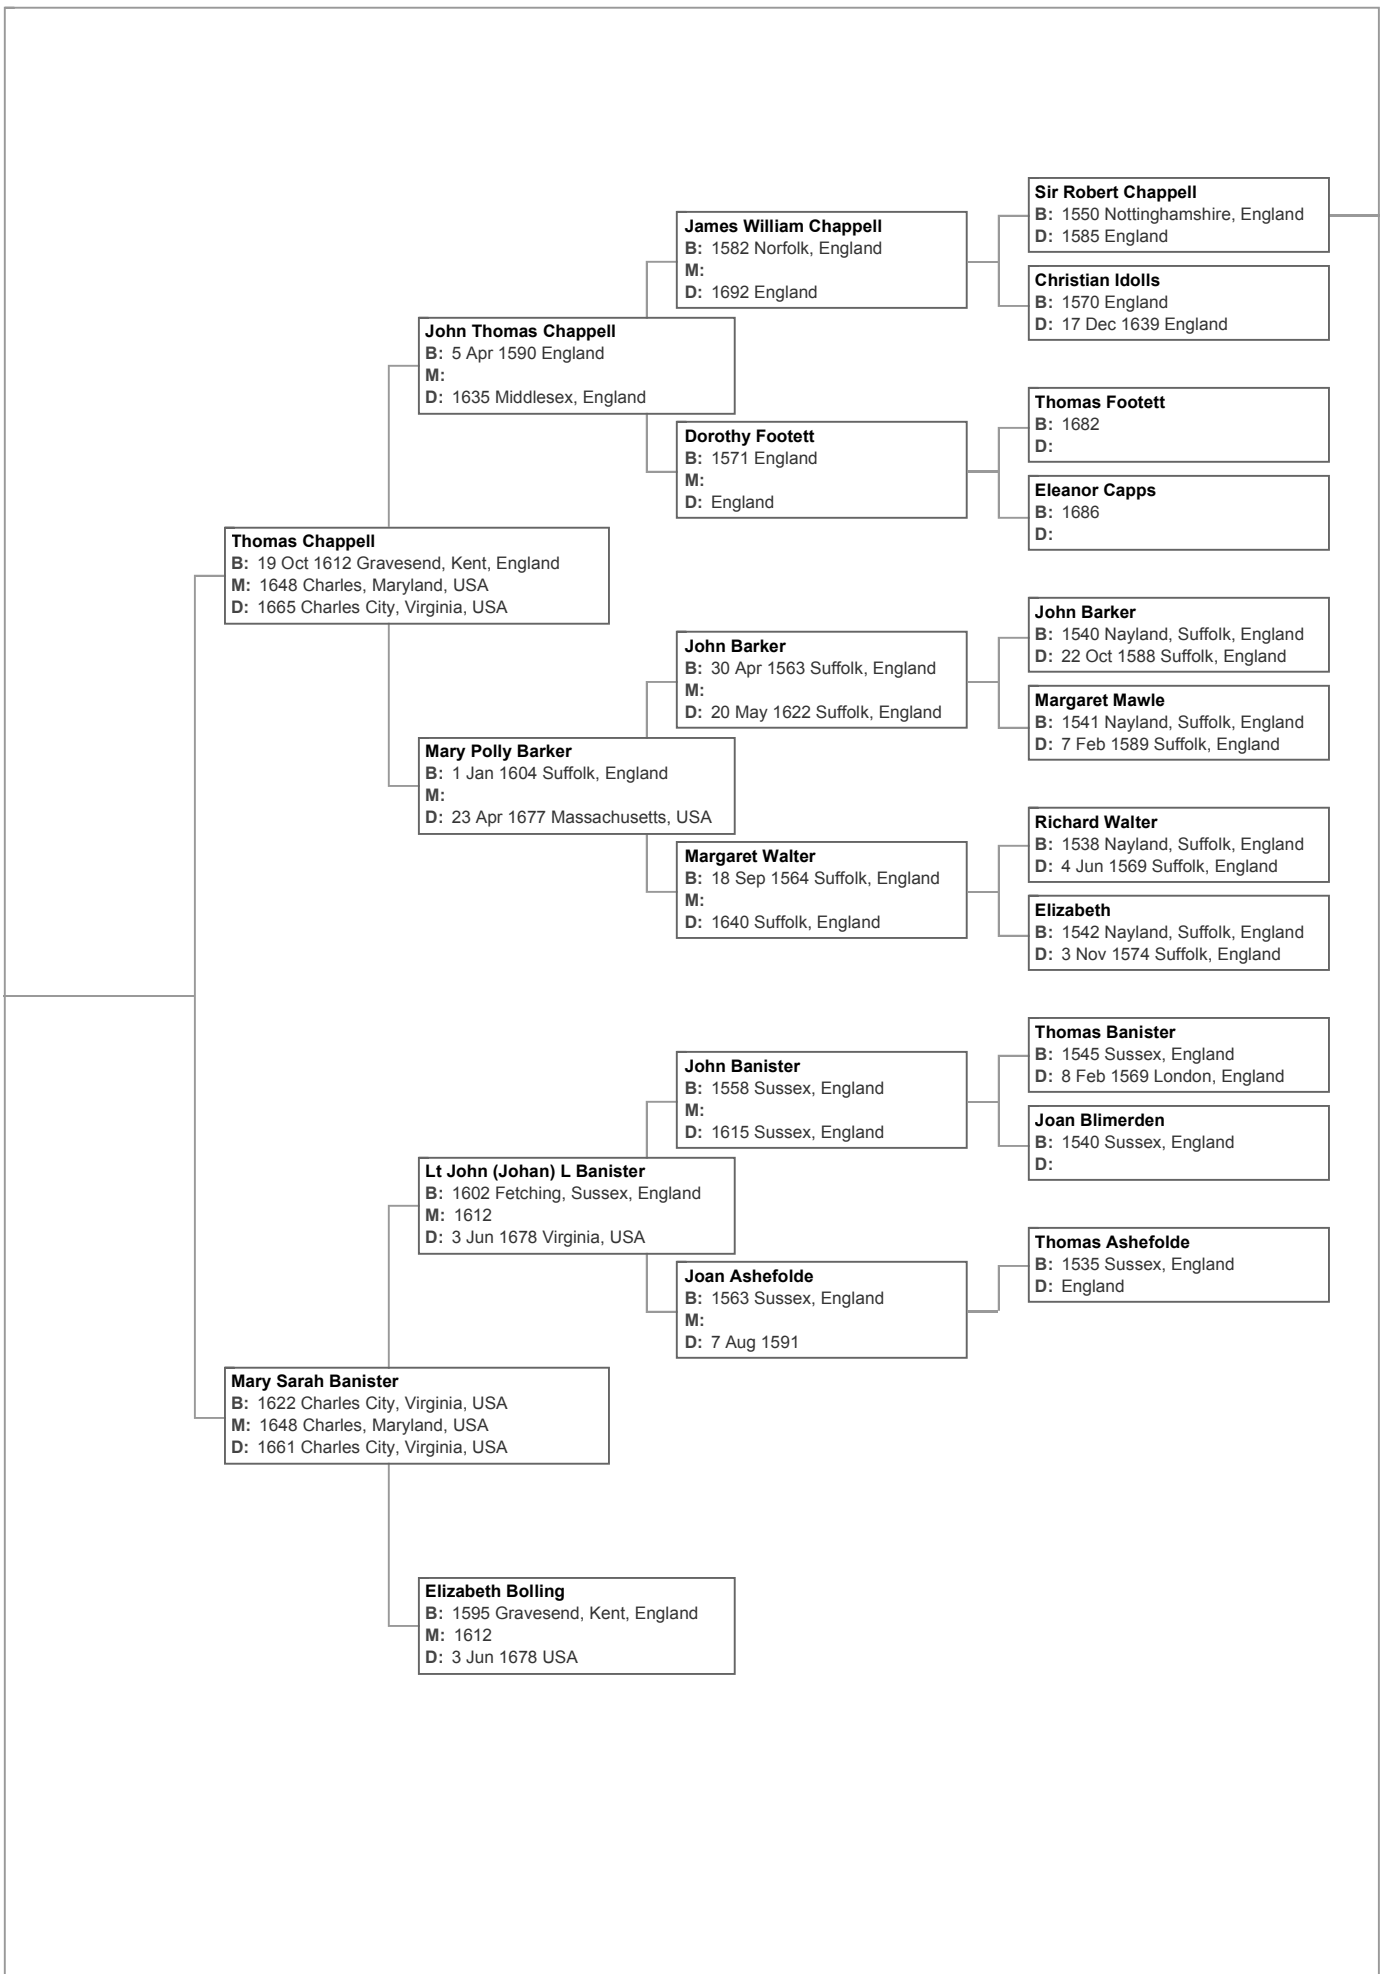 Sir Robert Chappell
B: 1550 Nottinghamshire, England
D: 1585 England
James William Chappell
B: 1582 Norfolk, England
M:
D: 1692 England
Christian Idolls
B: 1570 England
D: 17 Dec 1639 England
John Thomas Chappell
B: 5 Apr 1590 England
M:
D: 1635 Middlesex, England
Thomas Footett
B: 1682
D:
Dorothy Footett
B: 1571 England
M:
D: England
Eleanor Capps
B: 1686
D:
Thomas Chappell
B: 19 Oct 1612 Gravesend, Kent, England
M: 1648 Charles, Maryland, USA
D: 1665 Charles City, Virginia, USA
John Barker
B: 1540 Nayland, Suffolk, England
D: 22 Oct 1588 Suffolk, England
John Barker
B: 30 Apr 1563 Suffolk, England
M:
D: 20 May 1622 Suffolk, England
Margaret Mawle
B: 1541 Nayland, Suffolk, England
D: 7 Feb 1589 Suffolk, England
Mary Polly Barker
B: 1 Jan 1604 Suffolk, England
M:
D: 23 Apr 1677 Massachusetts, USA
Richard Walter
B: 1538 Nayland, Suffolk, England
D: 4 Jun 1569 Suffolk, England
Margaret Walter
B: 18 Sep 1564 Suffolk, England
M:
D: 1640 Suffolk, England
Elizabeth
B: 1542 Nayland, Suffolk, England
D: 3 Nov 1574 Suffolk, England
Thomas Banister
B: 1545 Sussex, England
D: 8 Feb 1569 London, England
John Banister
B: 1558 Sussex, England
M:
D: 1615 Sussex, England
Joan Blimerden
B: 1540 Sussex, England
D:
Lt John (Johan) L Banister
B: 1602 Fetching, Sussex, England
M: 1612
D: 3 Jun 1678 Virginia, USA
Thomas Ashefolde
B: 1535 Sussex, England
D: England
Joan Ashefolde
B: 1563 Sussex, England
M:
D: 7 Aug 1591
Mary Sarah Banister
B: 1622 Charles City, Virginia, USA
M: 1648 Charles, Maryland, USA
D: 1661 Charles City, Virginia, USA
Elizabeth Bolling
B: 1595 Gravesend, Kent, England
M: 1612
D: 3 Jun 1678 USA